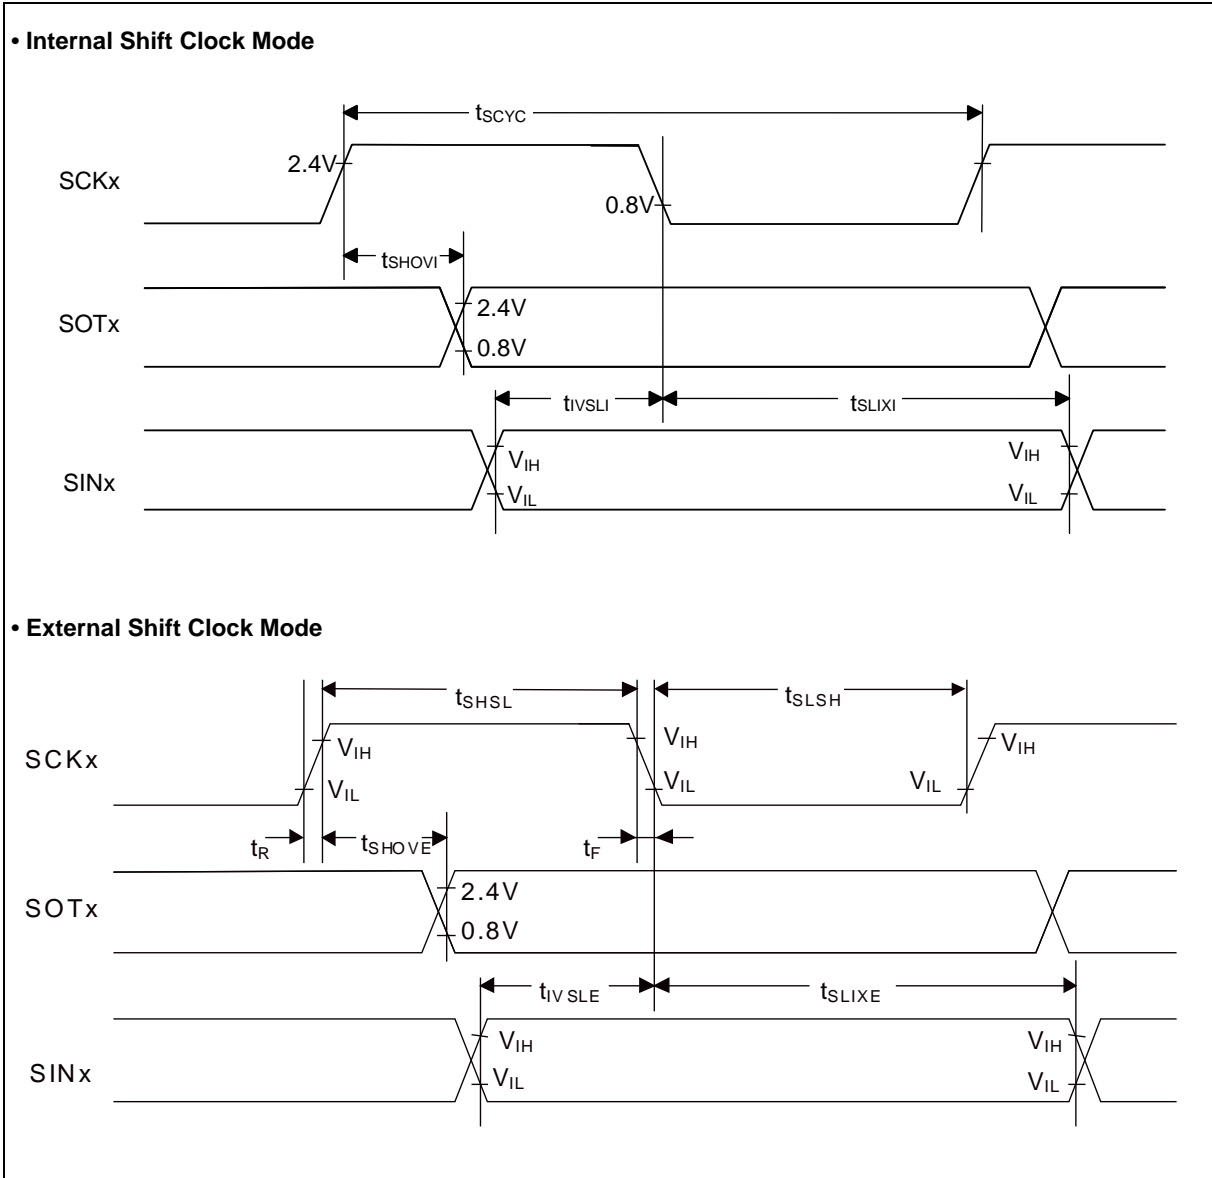 • Internal Shift Clock Mode
tSCYC
2.4V
SCKx
0.8V
tSHOVI
2.4V
SOTx
0.8V
tIVSLI
tSLIXI
VIH
VIH
SINx
VIL
VIL
• External Shift Clock Mode
tSHSL
tSLSH
VIH
VIH
VIH
SCKx
VIL
VIL
VIL
tR
tSHOVE
tF
2.4V
SOTx
0.8V
tIVSLE
tSLIXE
VIH
VIH
SINx
VIL
VIL